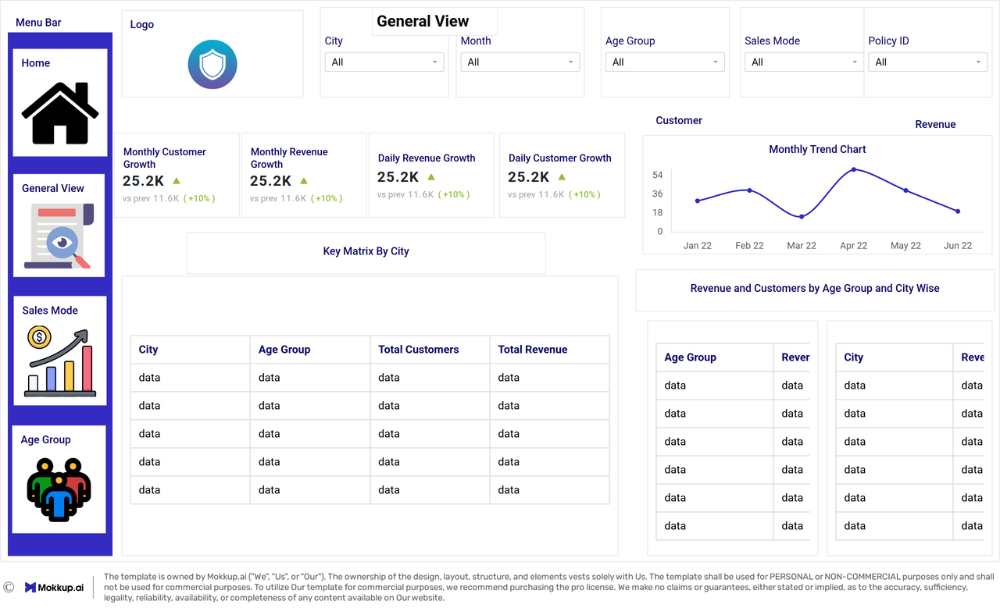 Menu Bar
Home
General View
Sales Mode
Age Group
Logo
General View
City
All
Month
All
Age Group
All
Sales Mode
All
Policy ID
All
Monthly Customer
Growth
25.2K
vs prev 11.6K ( +10% )
Monthly Revenue
Growth
25.2K
vs prev 11.6K ( +10% )
Daily Revenue Growth
25.2K
vs prev 11.6K ( +10% )
Daily Customer Growth
25.2K
vs prev 11.6K ( +10% )
Customer
Revenue
Monthly Trend Chart
54
36
18
0
Jan 22 Feb 22 Mar 22 Apr 22 May 22 Jun 22
Key Matrix By City
City Age Group Total Customers Total Revenue
data data data data
data data data data
data data data data
data data data data
data data data data
Revenue and Customers by Age Group and City Wise
Age Group Rever
data data
data data
data data
data data
data data
data data
City Reve
data data
data data
data data
data data
data data
data data
© Mokkup.ai
The template is owned by Mokkup.ai ("We", "Us", or "Our"). The ownership of the design, layout, structure, and elements vests solely with Us. The template shall be used for PERSONAL or NON-COMMERCIAL purposes only and shall
not be used for commercial purposes. To utilize Our template for commercial purposes, we recommend purchasing the pro license. We make no claims or guarantees, either stated or implied, as to the accuracy, sufficiency,
legality, reliability, availability, or completeness of any content available on Our website.